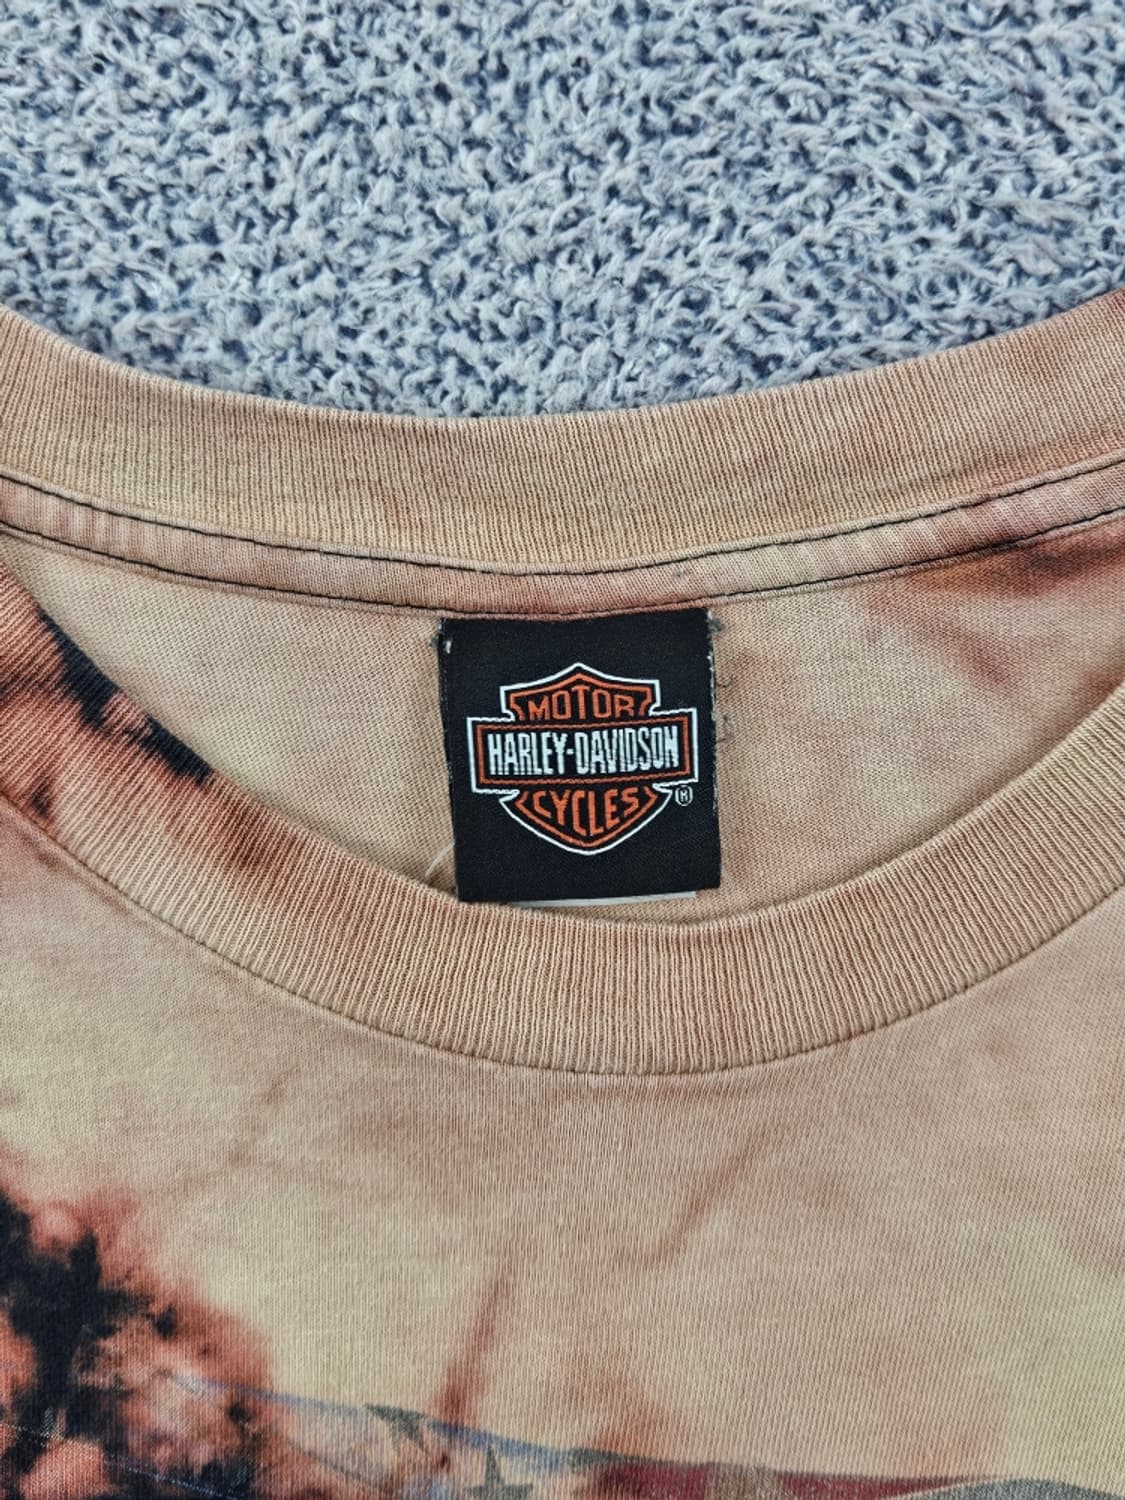 MOTOR
HARLEY-DAVIDSON
CYCLES
®